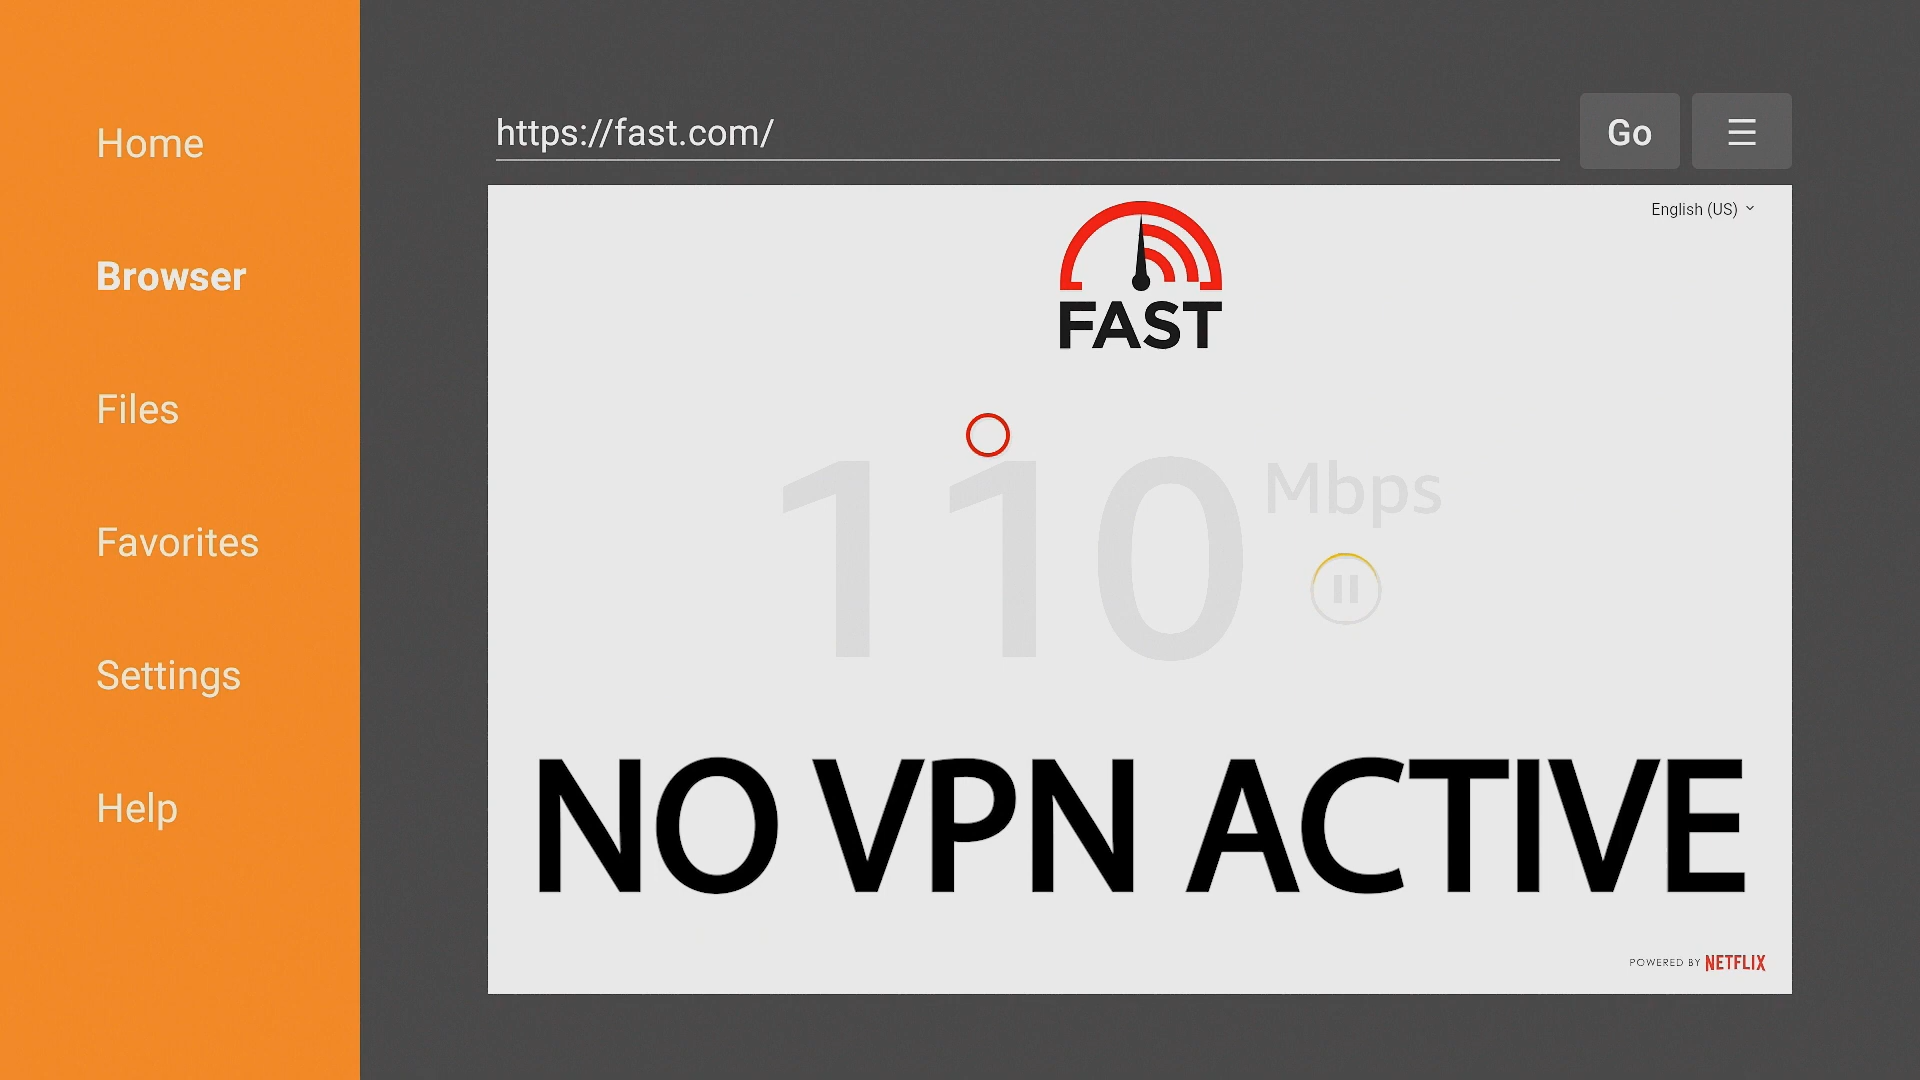 Home
Browser
Files
Favorites
Settings
Help
https://fast.com/
Go
English (US)
FAST
110 Mbps
NO VPN ACTIVE
POWERED BY NETFLIX